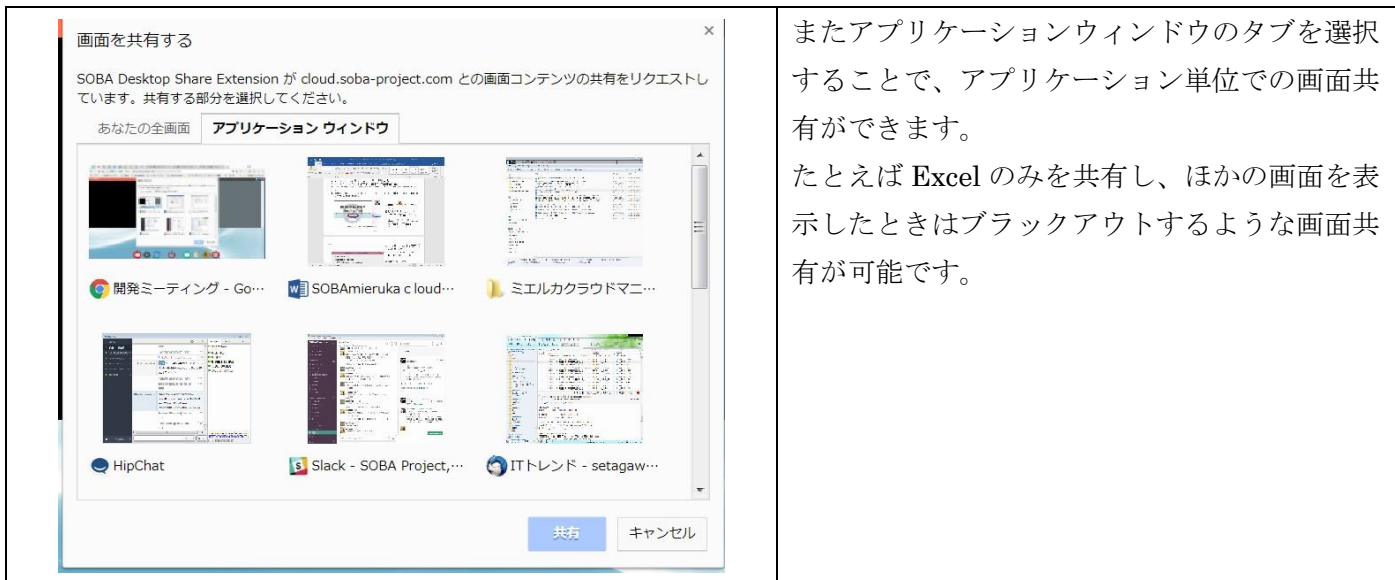 画面を共有する
×
SOBA Desktop Share Extension が cloud.soba-project.com との画面コンテンツの共有をリクエストし
ています。共有する部分を選択してください。
あなたの全画面
アプリケーション ウィンドウ
開発ミーティング - Go…
SOBAmieruka c loud…
ミエルカクラウドマニ…
HipChat
Slack - SOBA Project,…
ITトレンド - setagaw…
共有
キャンセル
またアプリケーションウィンドウのタブを選択
することで、アプリケーション単位での画面共
有ができます。
たとえば Excel のみを共有し、ほかの画面を表
示したときはブラックアウトするような画面共
有が可能です。